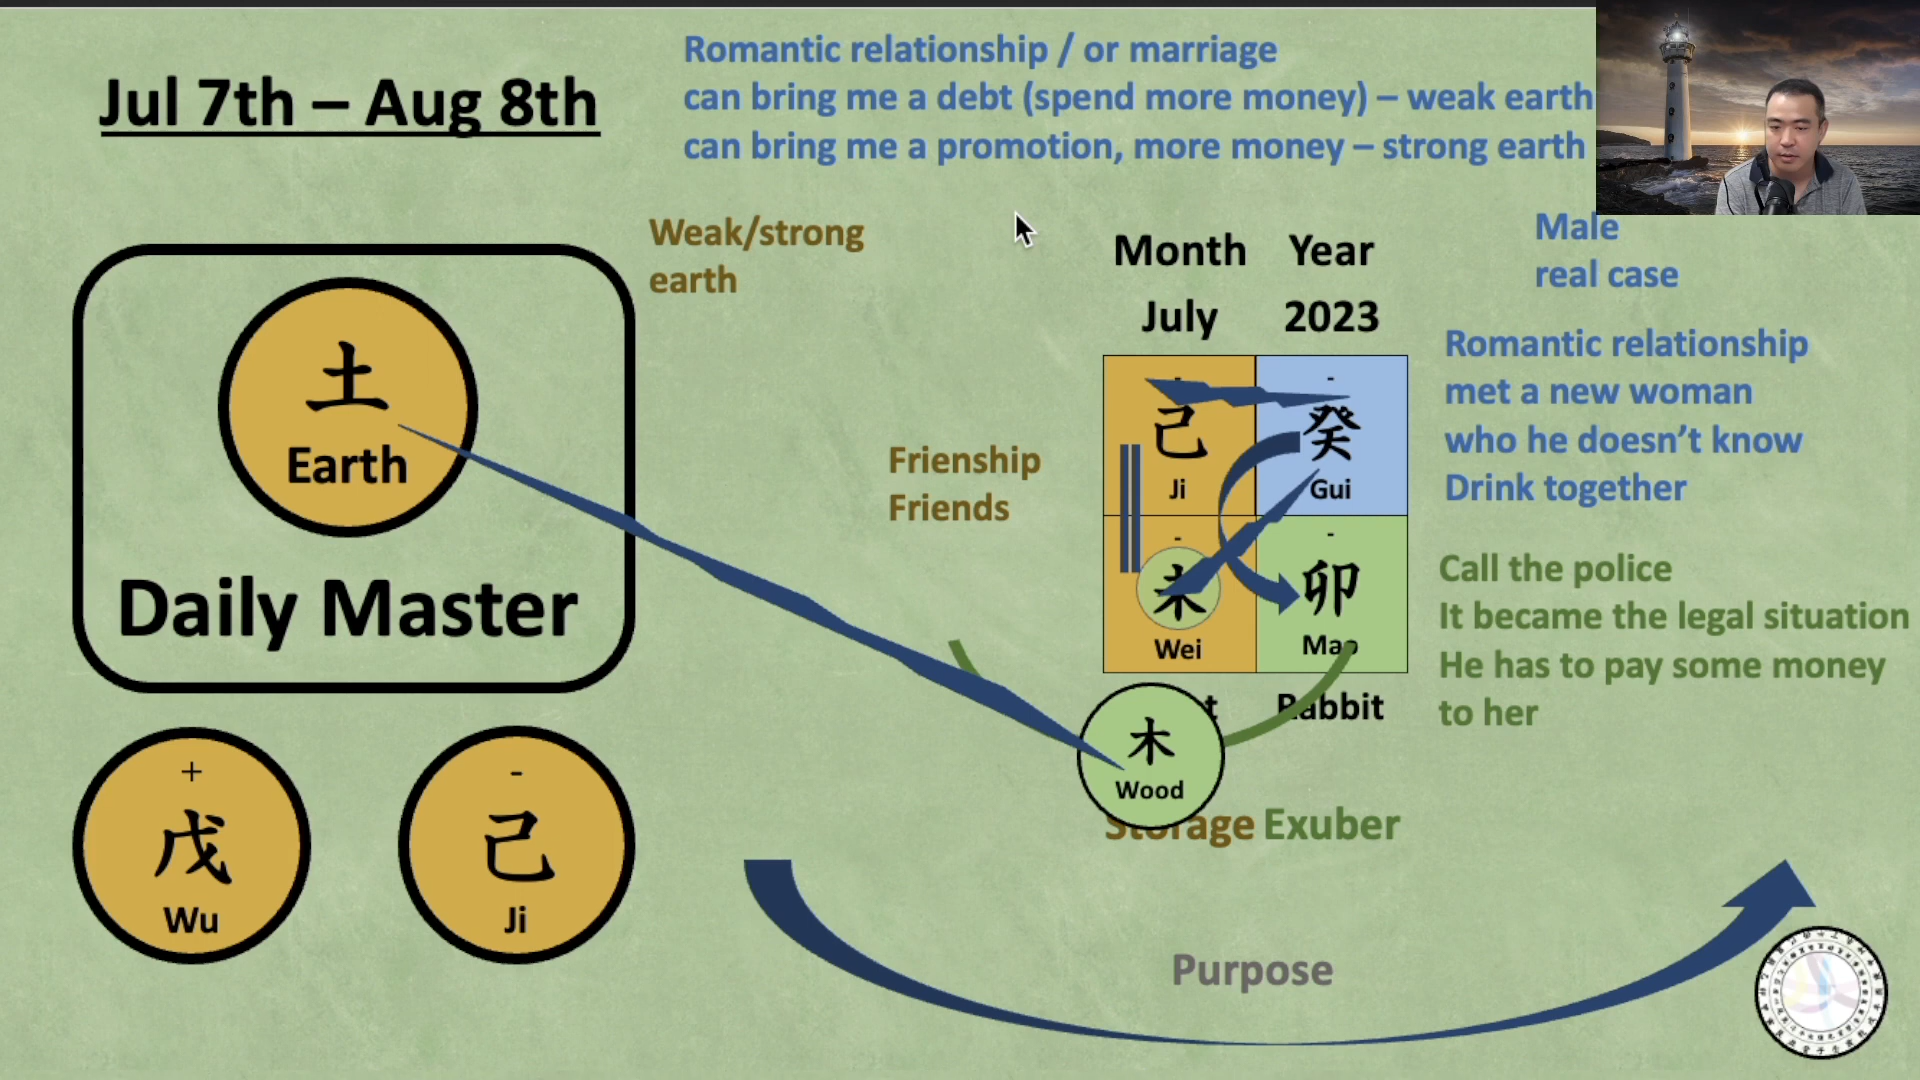 Romantic relationship / or marriage
can bring me a debt (spend more money) – weak earth
can bring me a promotion, more money – strong earth
Jul 7th – Aug 8th
Weak/strong
earth
Male
real case
Month Year
July 2023
土
Earth
Daily Master
+
戊
Wu
-
己
Ji
Frienship
Friends
-
己
Ji
-
癸
Gui
-
未
Wei
-
卯
Mao
Rabbit
木
Wood
Storage Exuber
Romantic relationship
met a new woman
who he doesn't know
Drink together
Call the police
It became the legal situation
He has to pay some money
to her
Purpose